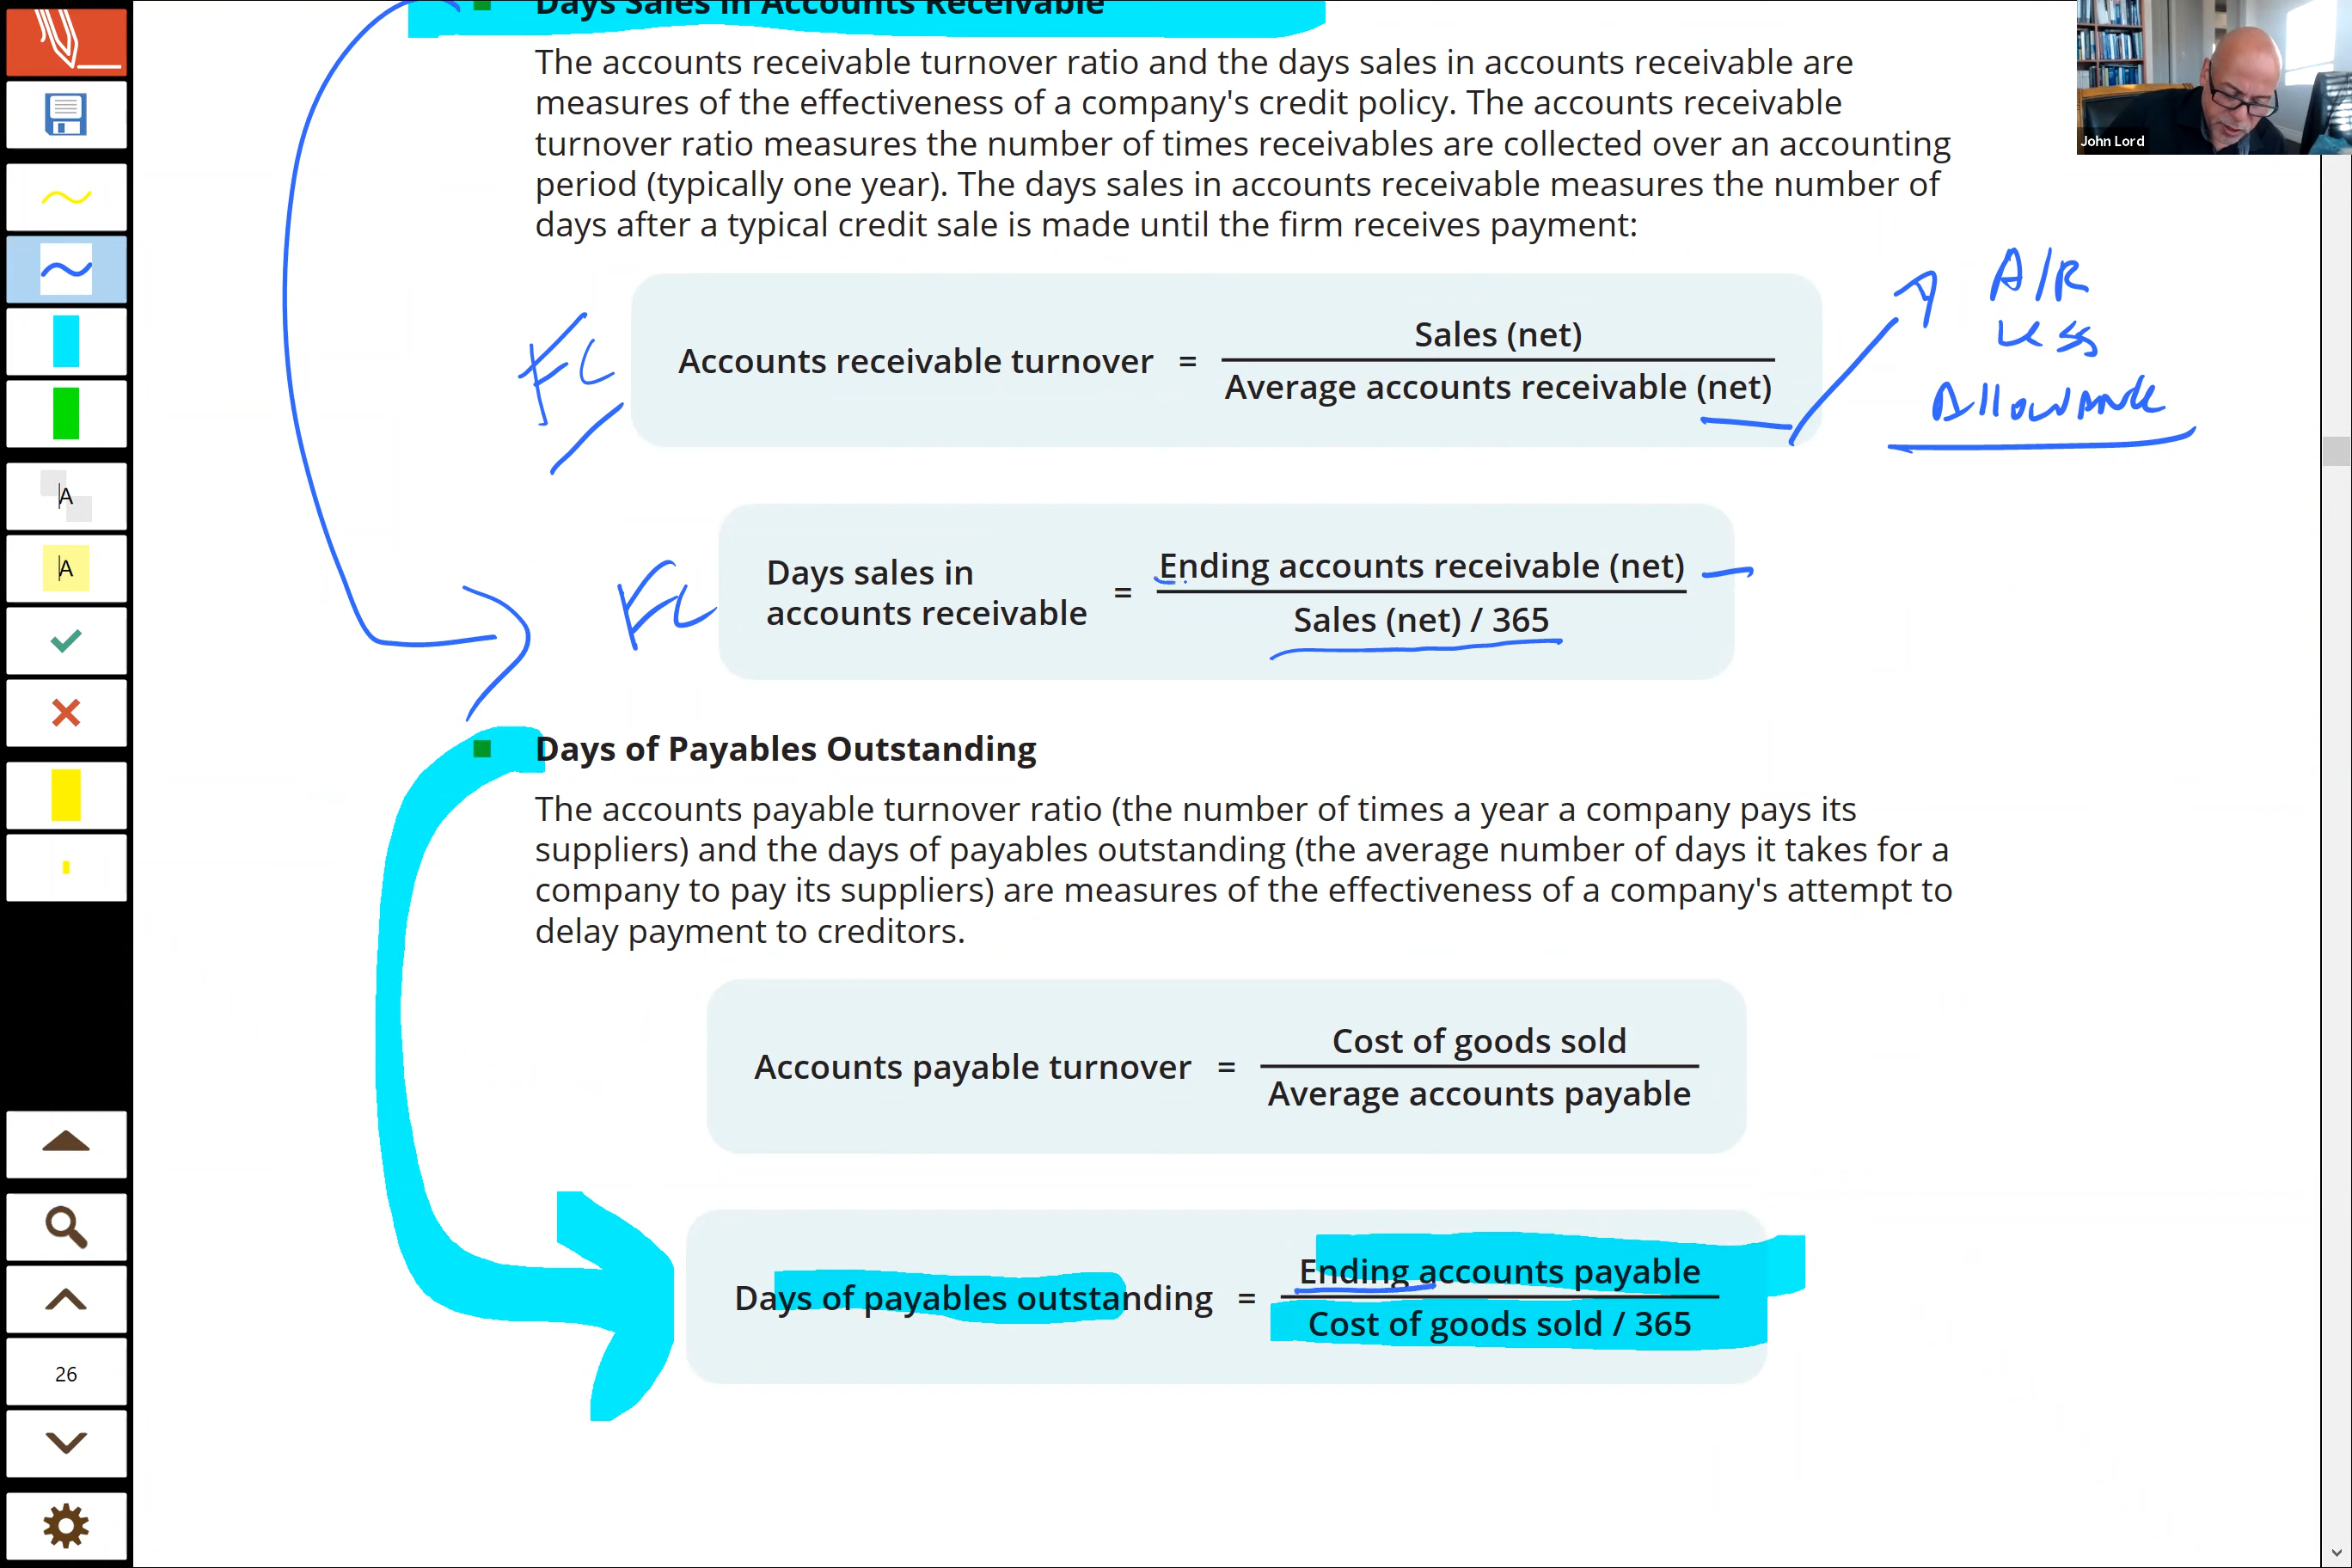 Days Sales in Accounts Receivable
The accounts receivable turnover ratio and the days sales in accounts receivable are
measures of the effectiveness of a company's credit policy. The accounts receivable
turnover ratio measures the number of times receivables are collected over an accounting
period (typically one year). The days sales in accounts receivable measures the number of
days after a typical credit sale is made until the firm receives payment:
FC
Accounts receivable turnover = Sales (net)
Average accounts receivable (net)
A/R
Less
Allowance
FC
Days sales in
accounts receivable
= Ending accounts receivable (net)
Sales (net) / 365
Days of Payables Outstanding
The accounts payable turnover ratio (the number of times a year a company pays its
suppliers) and the days of payables outstanding (the average number of days it takes for a
company to pay its suppliers) are measures of the effectiveness of a company's attempt to
delay payment to creditors.
Accounts payable turnover = Cost of goods sold
Average accounts payable
Days of payables outstanding = Ending accounts payable
Cost of goods sold / 365
John Lord
A
A
26